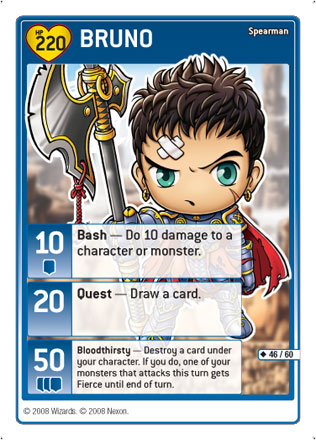 HP
220
BRUNO
Spearman
10
Bash — Do 10 damage to a
character or monster.
20
Quest — Draw a card.
50
Bloodthirsty — Destroy a card under
your character. If you do, one of your
monsters that attacks this turn gets
Fierce until end of turn.
◆ 46 / 60
© 2008 Wizards. © 2008 Nexon.